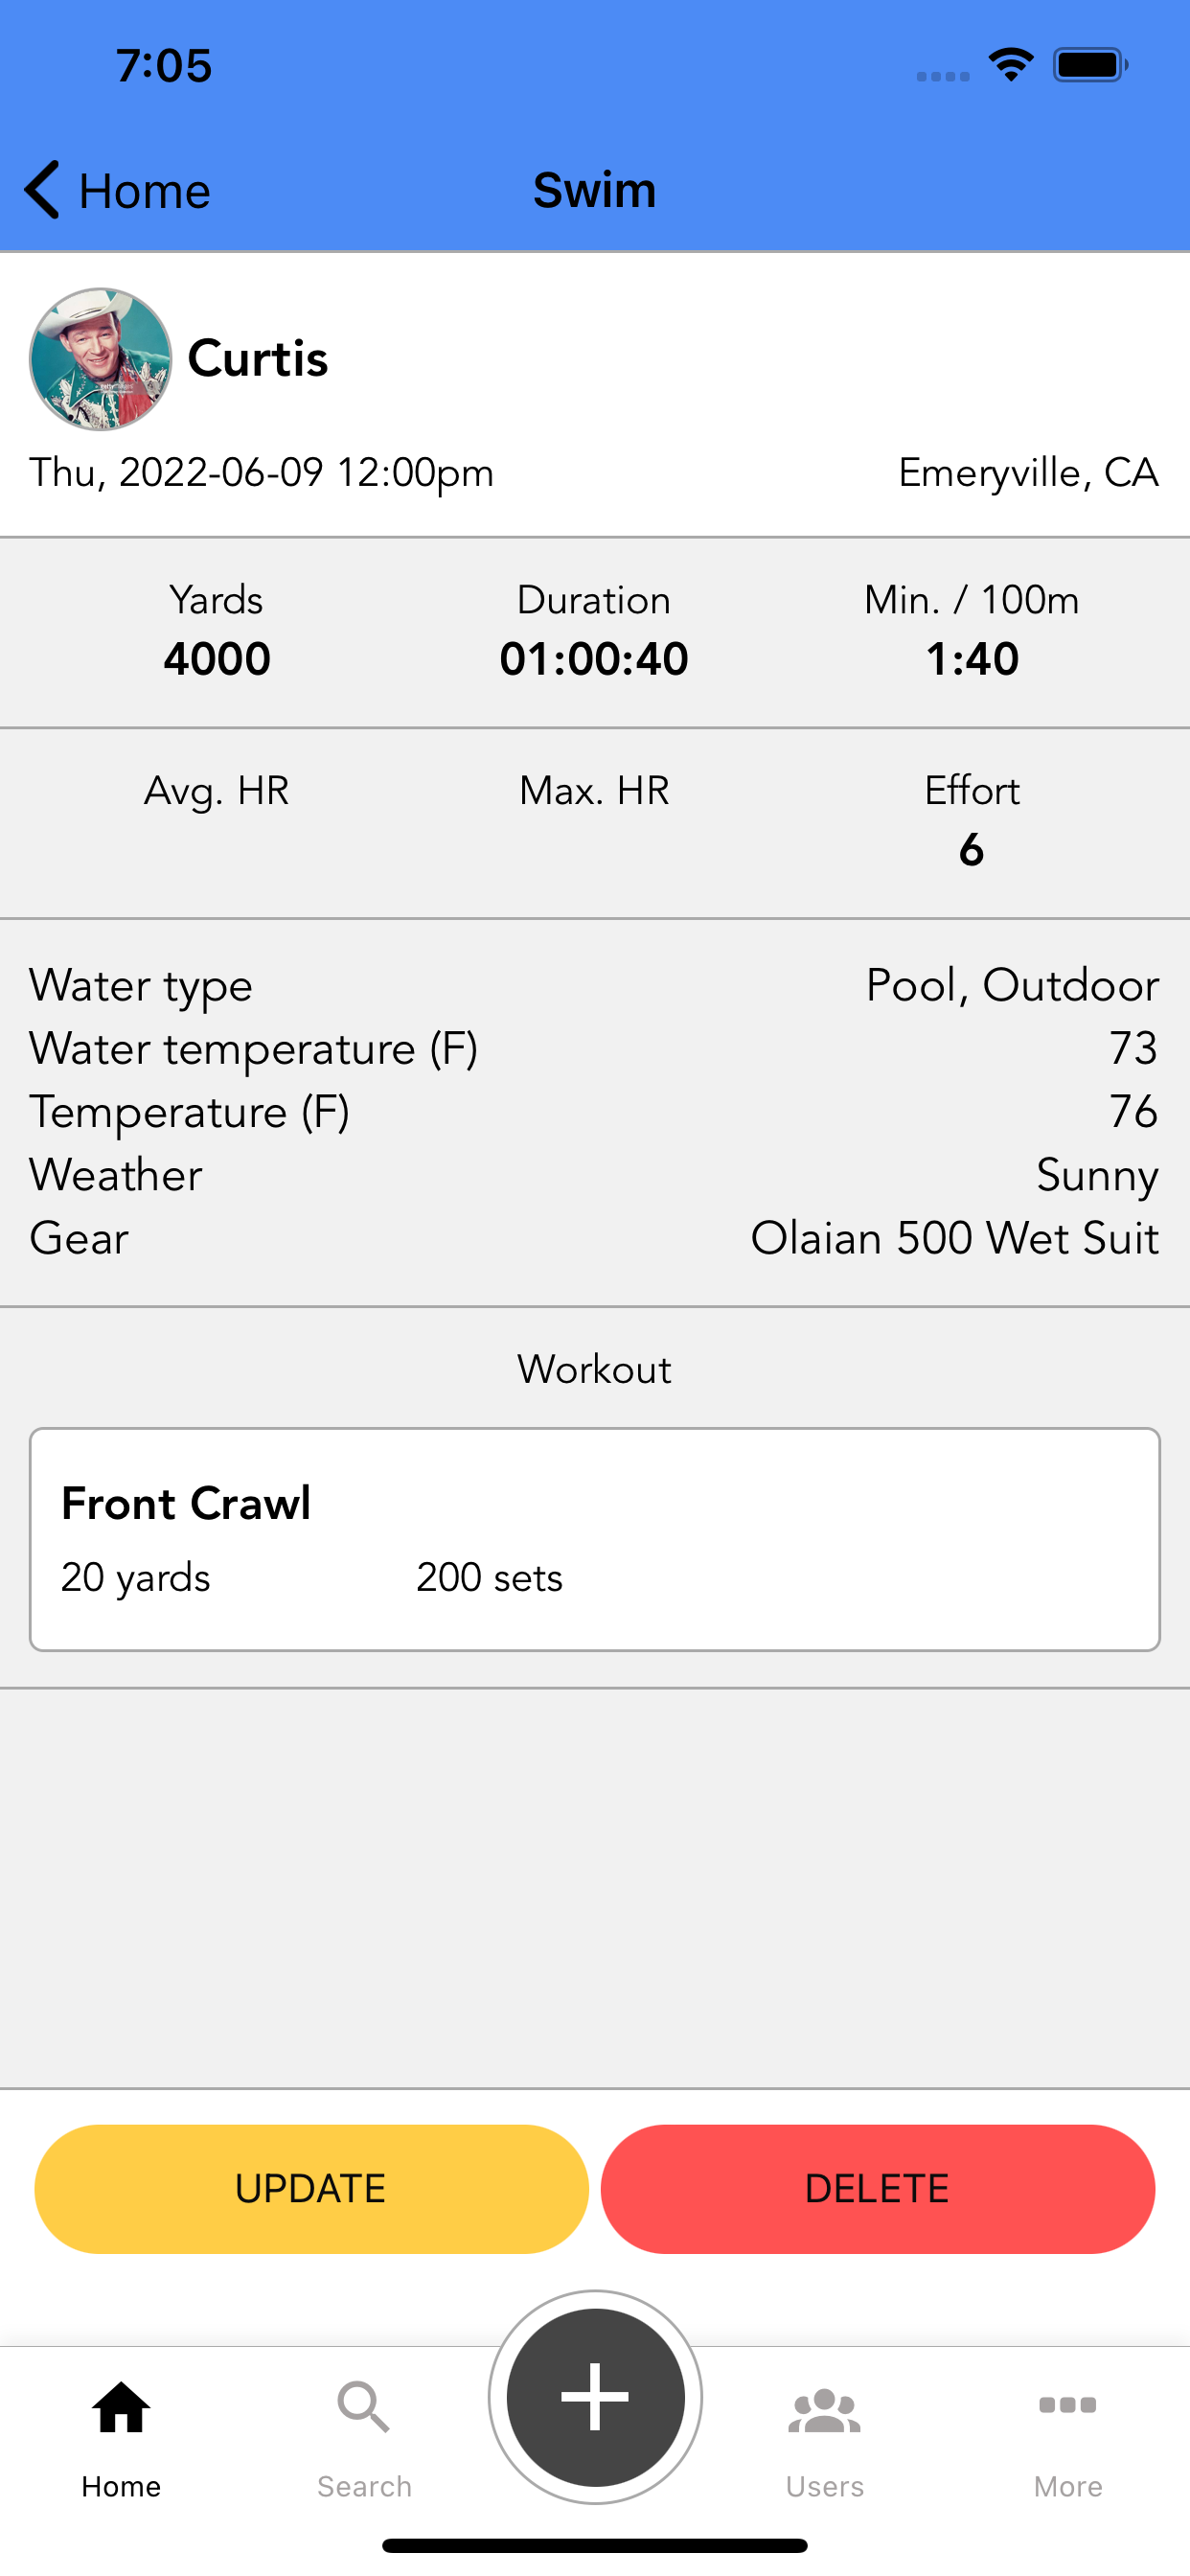 7:05
Home
Swim
Curtis
Thu, 2022-06-09 12:00pm
Emeryville, CA
Yards
Duration
Min. / 100m
4000
01:00:40
1:40
Avg. HR
Max. HR
Effort
6
Water type
Pool, Outdoor
Water temperature (F)
73
Temperature (F)
76
Weather
Sunny
Gear
Olaian 500 Wet Suit
Workout
Front Crawl
20 yards
200 sets
UPDATE
DELETE
Home
Search
Users
More